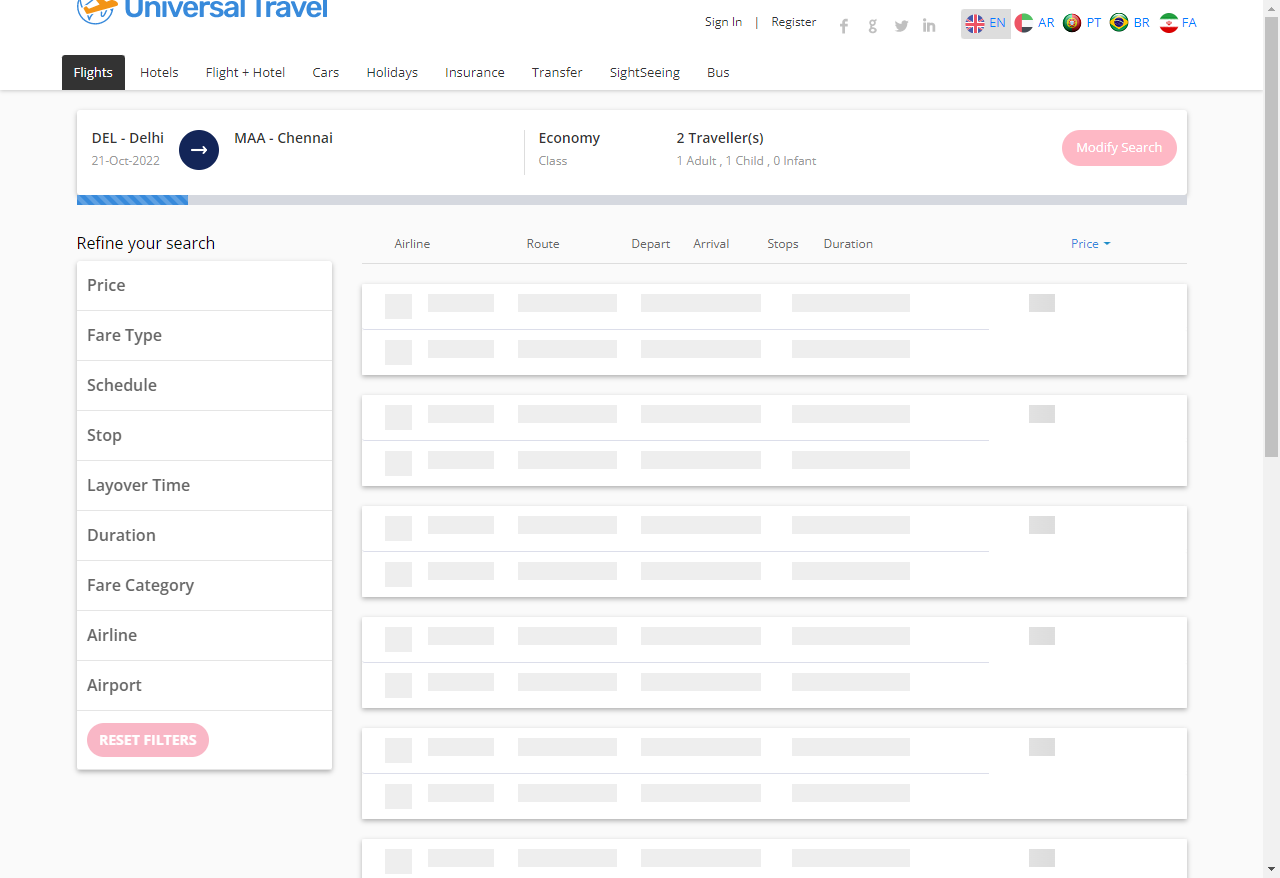 Universal Travel
Sign In | Register
EN AR PT BR FA
Flights Hotels Flight + Hotel Cars Holidays Insurance Transfer SightSeeing Bus
DEL - Delhi → MAA - Chennai Economy 2 Traveller(s)
21-Oct-2022 Class 1 Adult , 1 Child , 0 Infant
Modify Search
Refine your search
Airline Route Depart Arrival Stops Duration Price
Price
Fare Type
Schedule
Stop
Layover Time
Duration
Fare Category
Airline
Airport
RESET FILTERS